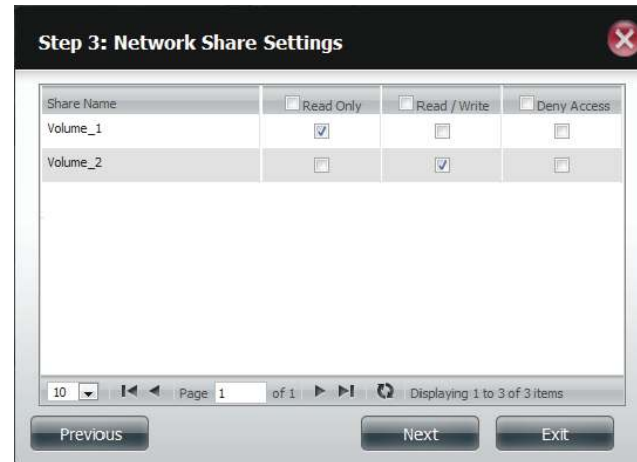 Step 3: Network Share Settings
Share Name Read Only Read / Write Deny Access
Volume_1
Volume_2
10 Page 1 of 1 Displaying 1 to 3 of 3 items
Previous Next Exit